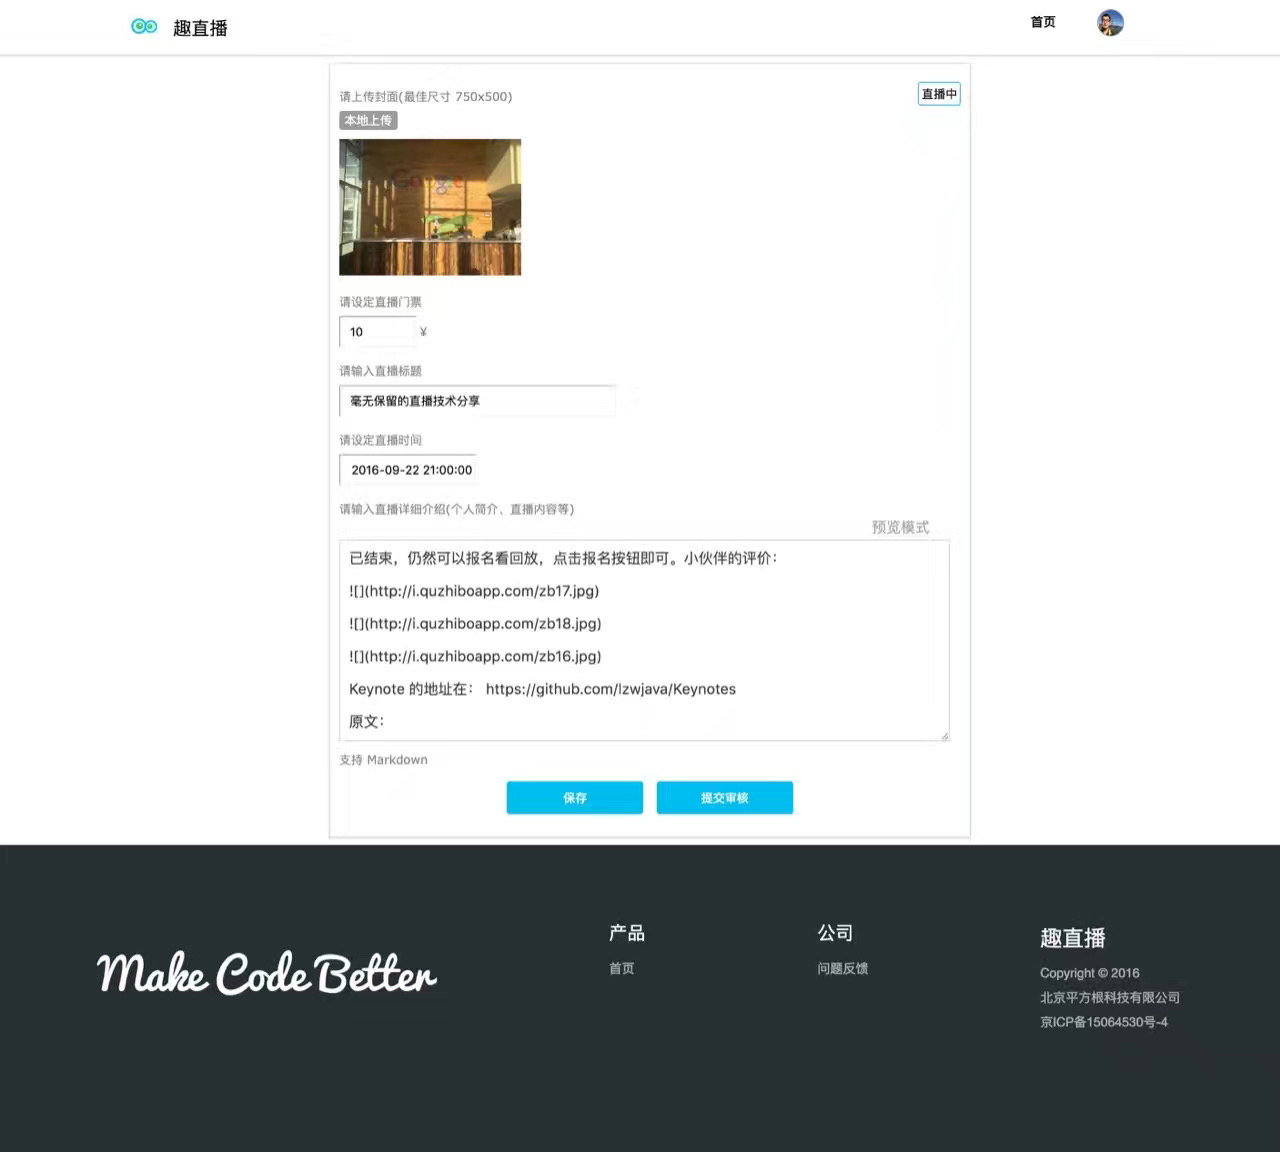 趣直播
首页
请上传封面(最佳尺寸 750x500)
直播中
本地上传
Google
请设定直播门票
10 ¥
请输入直播标题
毫无保留的直播技术分享
请设定直播时间
2016-09-22 21:00:00
请输入直播详细介绍(个人简介、直播内容等)
预览模式
已结束，仍然可以报名看回放，点击报名按钮即可。小伙伴的评价：
![](http://i.quzhiboapp.com/zb17.jpg)
![](http://i.quzhiboapp.com/zb18.jpg)
![](http://i.quzhiboapp.com/zb16.jpg)
Keynote 的地址在： https://github.com/lzwjava/Keynotes
原文：
支持 Markdown
保存
提交审核
Make Code Better
产品
首页
公司
问题反馈
趣直播
Copyright © 2016
北京平方根科技有限公司
京ICP备15064530号-4